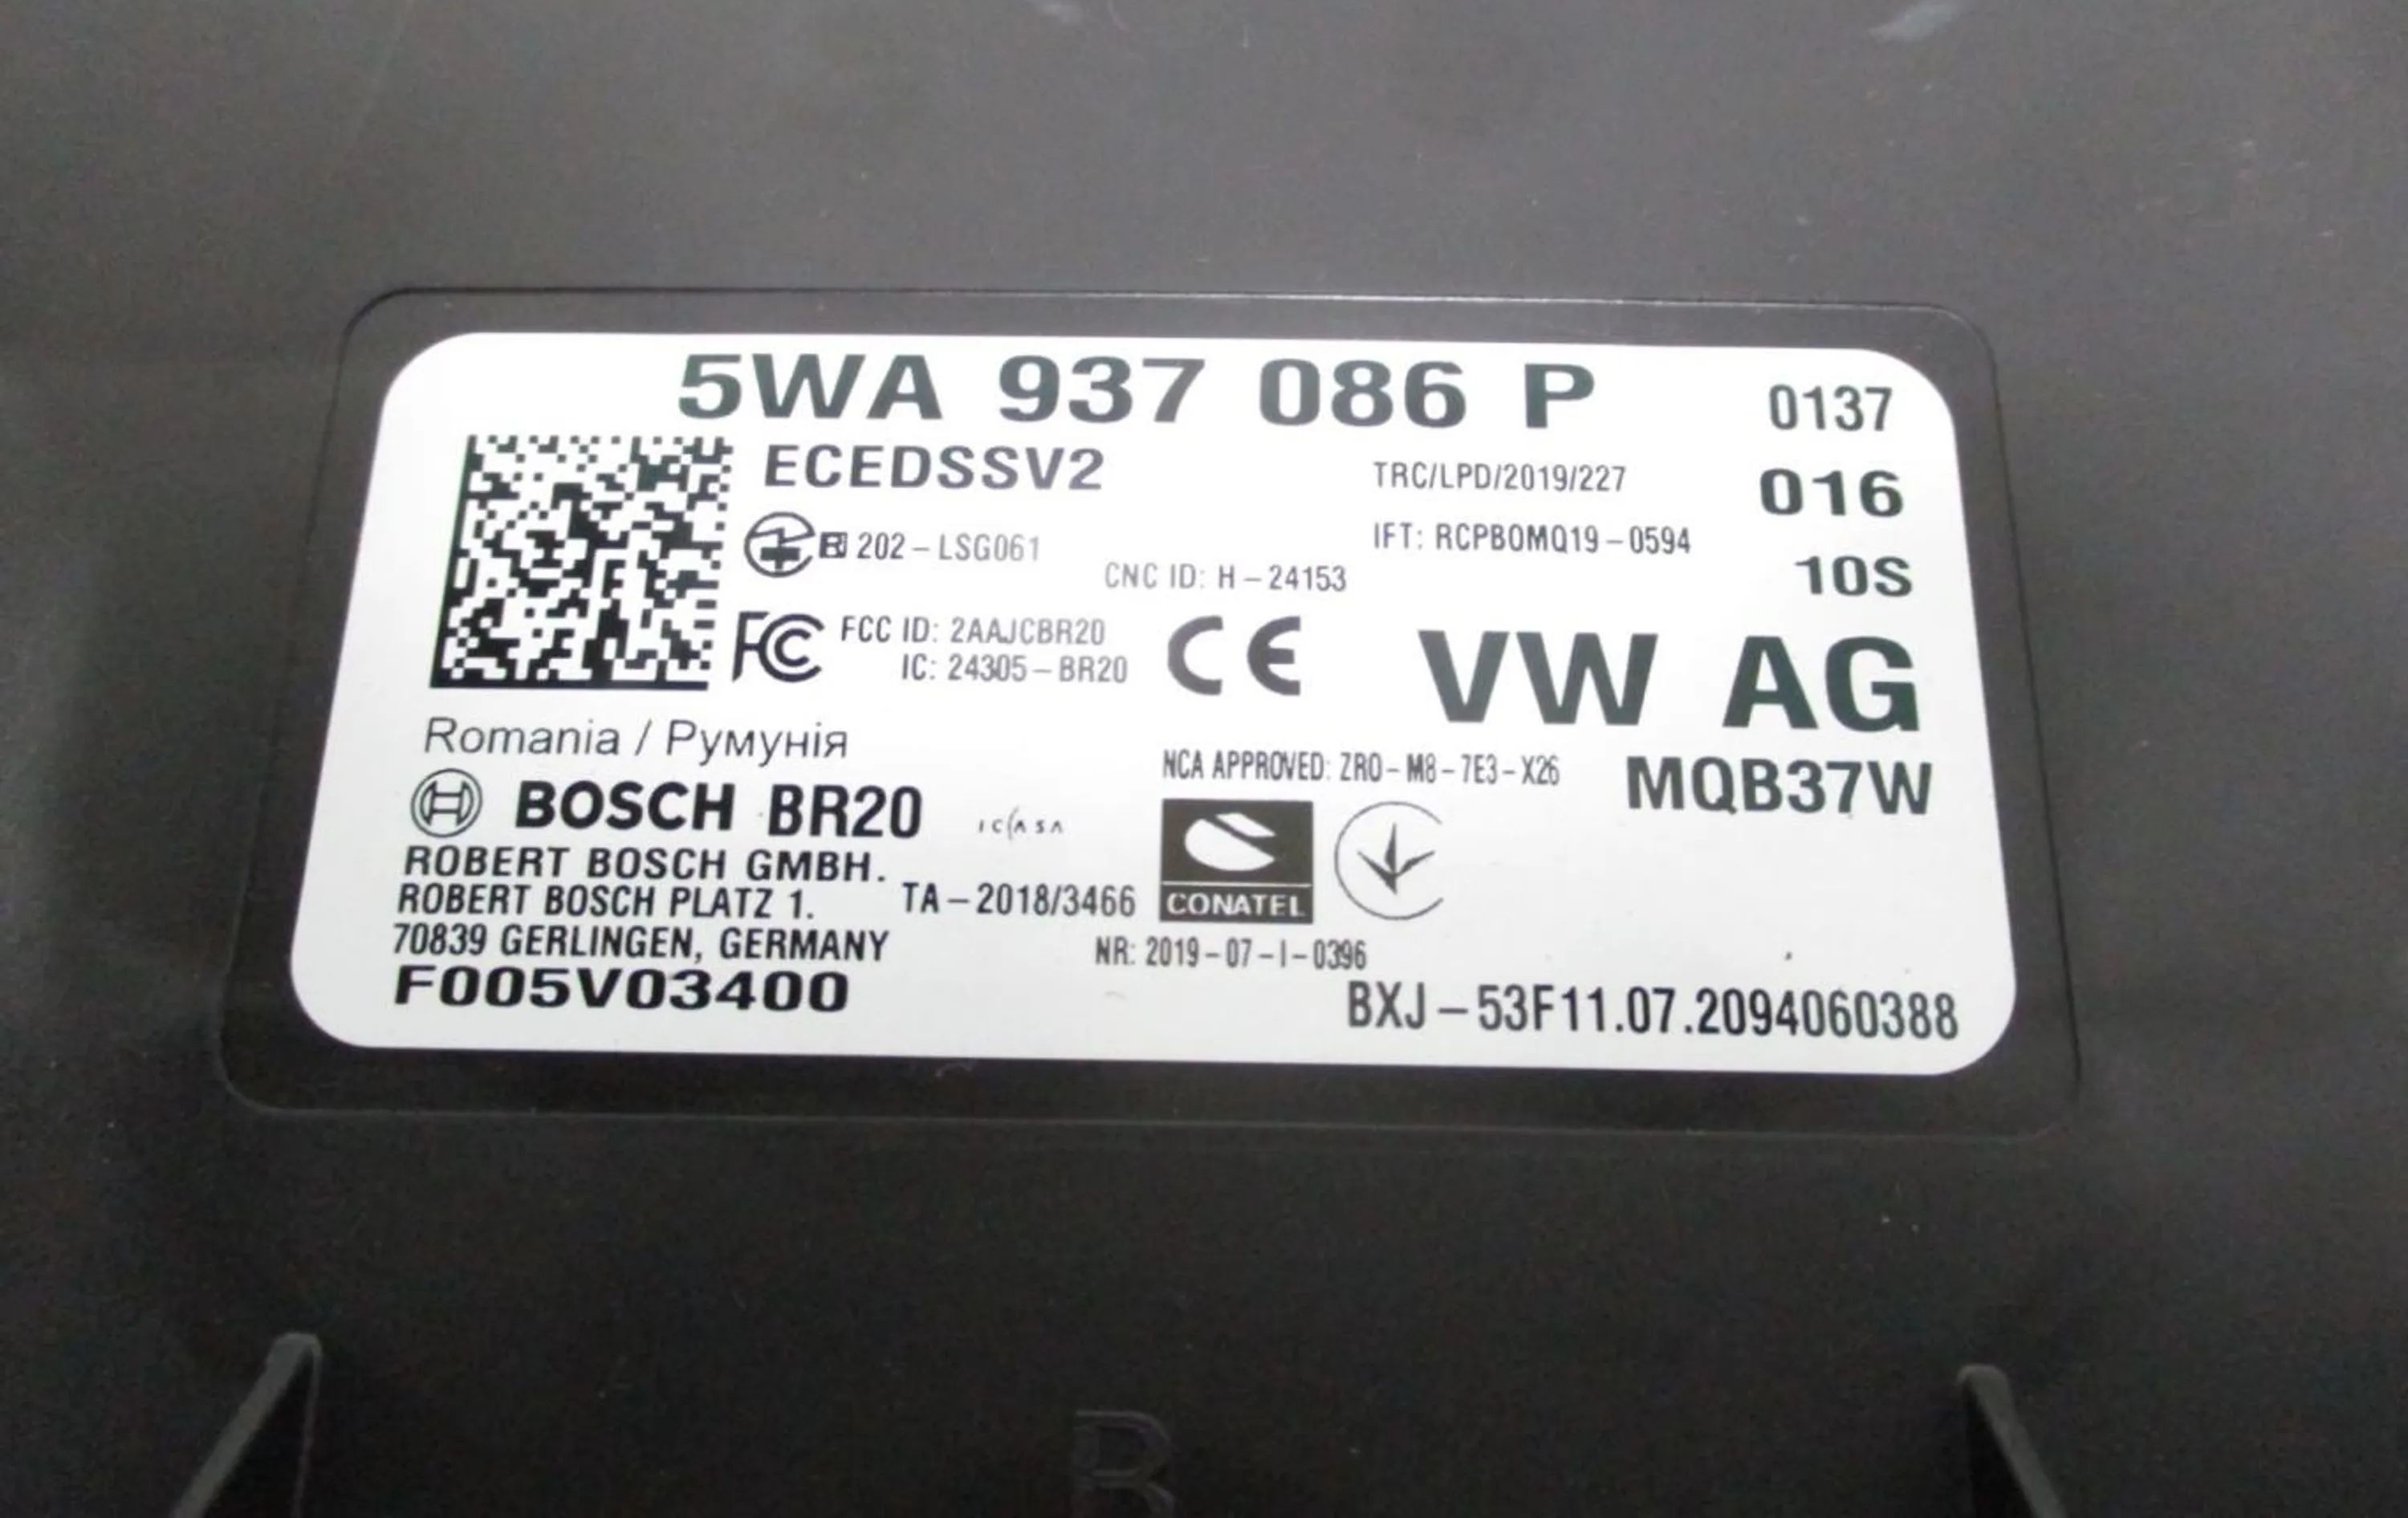 5WA 937 086 P
0137
ECEDSSV2
TRC/LPD/2019/227
016
R 202-LSG061
IFT: RCPBOMQ19-0594
CNC ID: H-24153
10S
FC FCC ID: 2AAJCBR20
IC: 24305-BR20
CE
VW AG
Romania / Румунія
NCA APPROVED: ZRO-M8-7E3-X26
MQB37W
BOSCH BR20
ICASA
ROBERT BOSCH GMBH.
ROBERT BOSCH PLATZ 1.
TA-2018/3466
CONATEL
70839 GERLINGEN, GERMANY
NR: 2019-07-I-0396
F005V03400
BXJ-53F11.07.2094060388
B